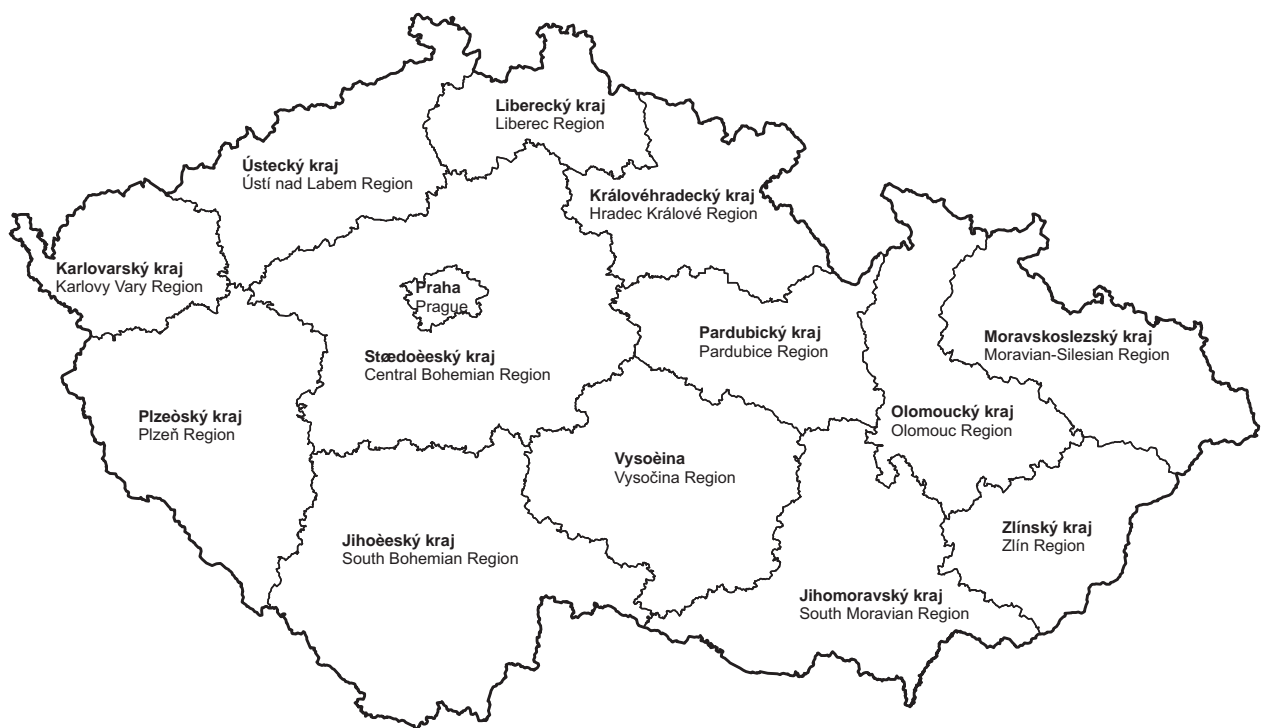 Liberecký kraj
Liberec Region
Ústecký kraj
Ústí nad Labem Region
Královéhradecký kraj
Hradec Králové Region
Karlovarský kraj
Karlovy Vary Region
Praha
Prague
Pardubický kraj
Pardubice Region
Moravskoslezský kraj
Moravian-Silesian Region
Støedoèeský kraj
Central Bohemian Region
Plzeòský kraj
Plzeň Region
Olomoucký kraj
Olomouc Region
Vysoèina
Vysočina Region
Zlínský kraj
Zlín Region
Jihoèeský kraj
South Bohemian Region
Jihomoravský kraj
South Moravian Region